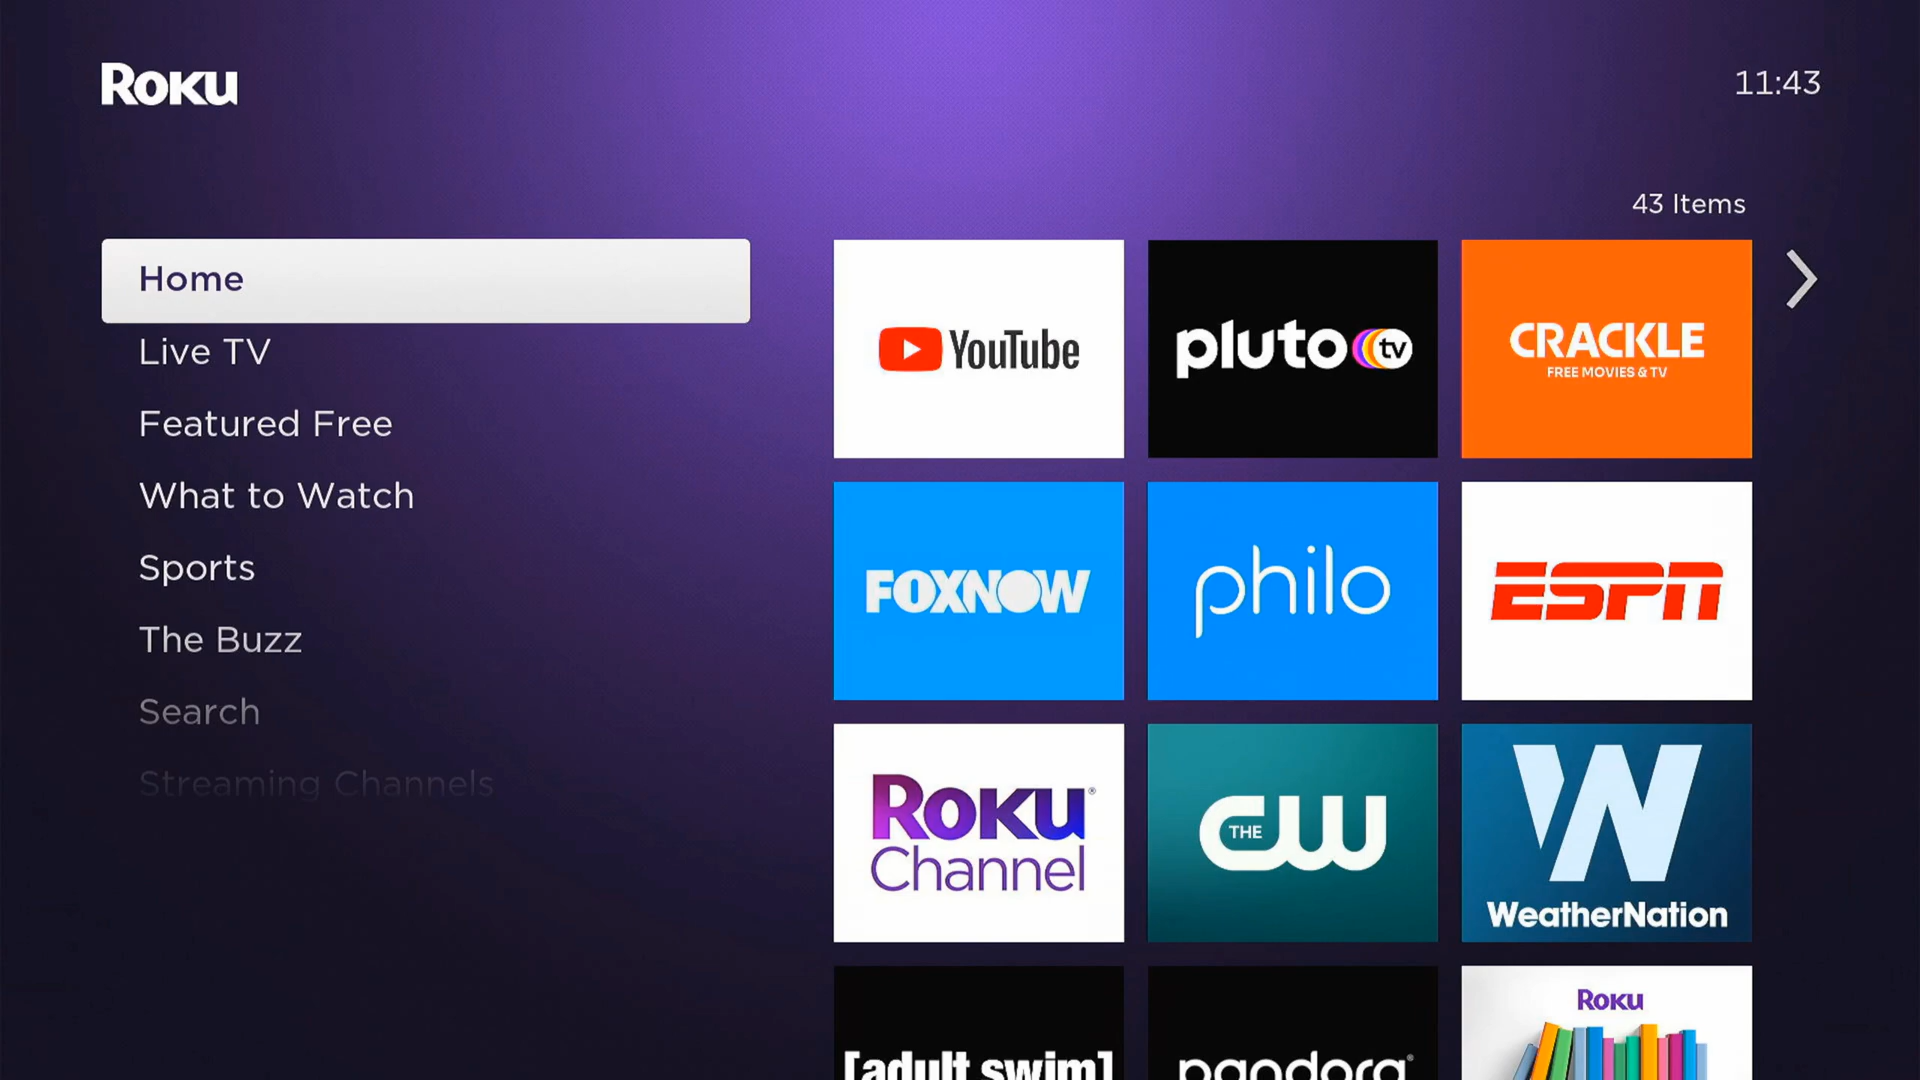 ROKU
11:43
43 Items
Home
Live TV
Featured Free
What to Watch
Sports
The Buzz
Search
Streaming Channels
YouTube
pluto tv
CRACKLE
FREE MOVIES & TV
FOXNOW
philo
ESPN
ROKU®
Channel
THE CW
WeatherNation
[adult swim]
pandora®
ROKU